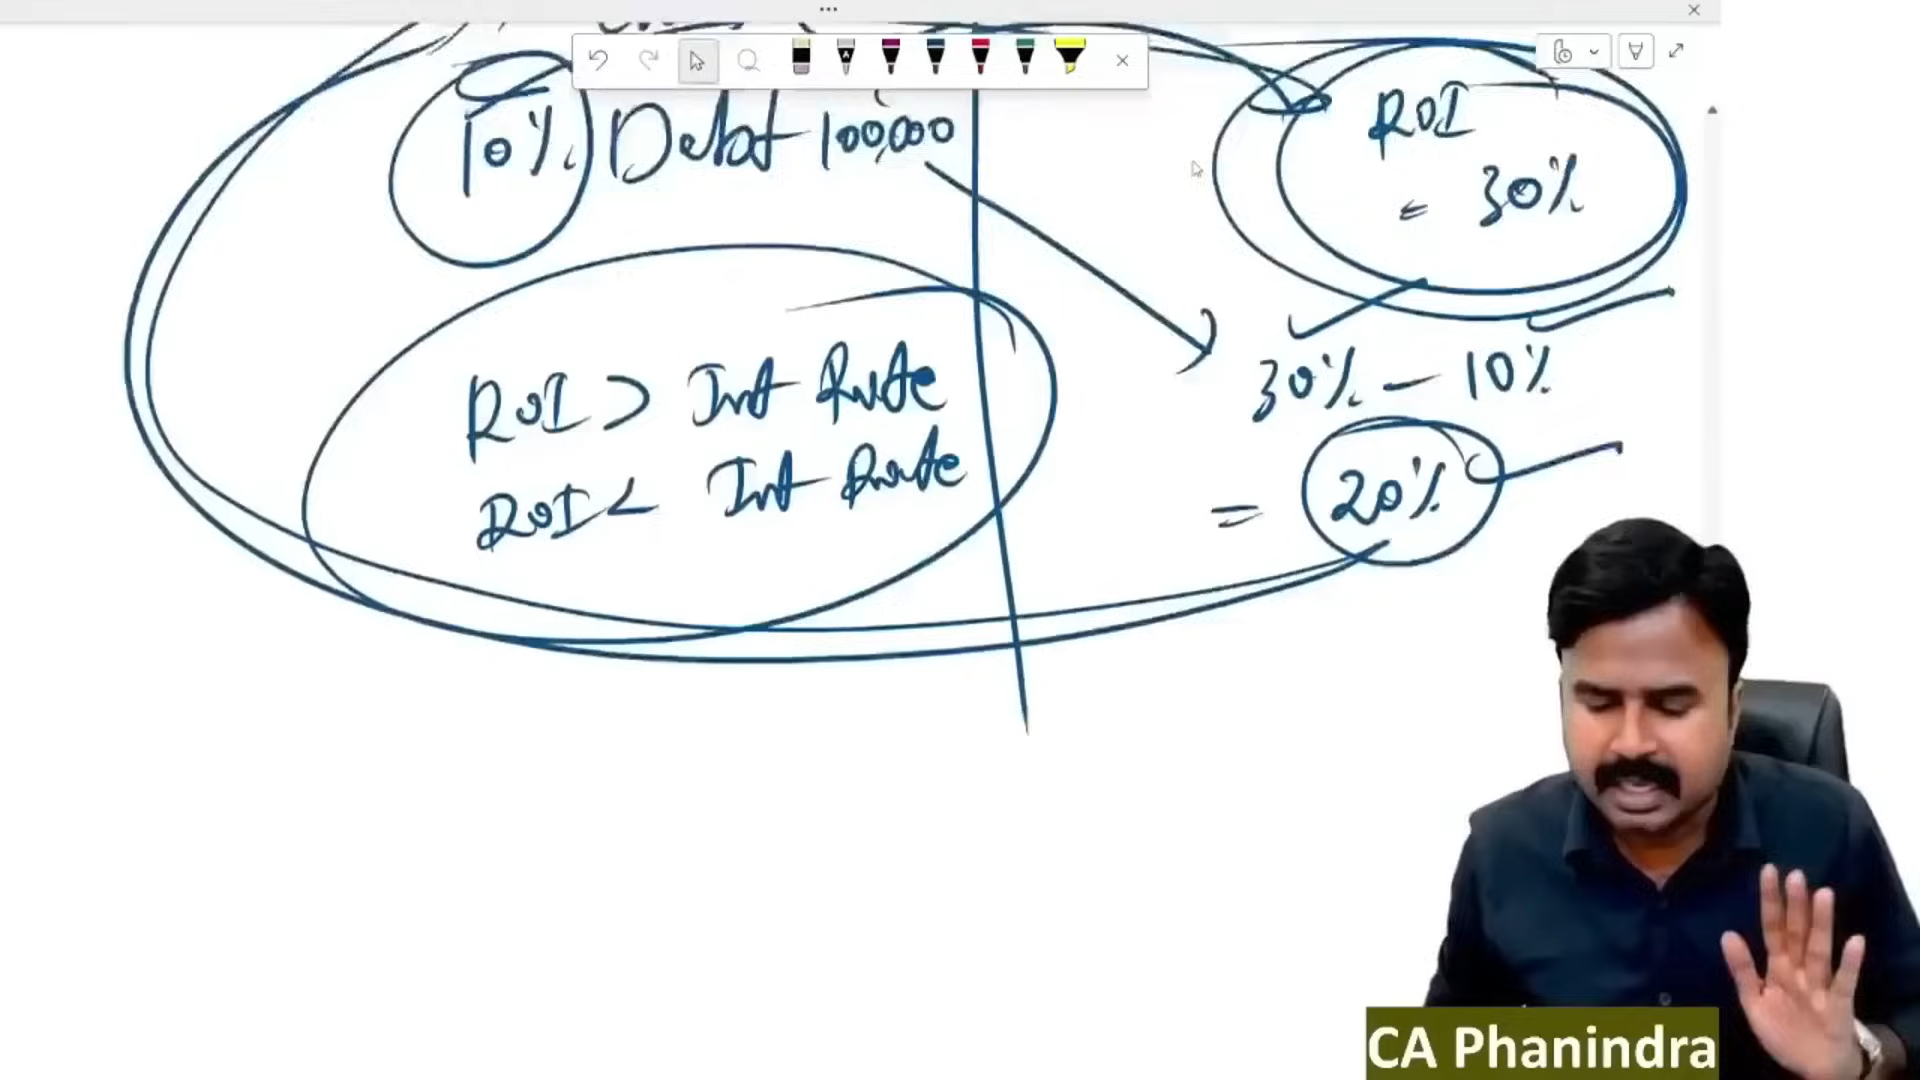 10% Debt 100,000
ROI
= 30%
30% - 10%
= 20%
ROI > Int Rate
ROI < Int Rate
CA Phanindra